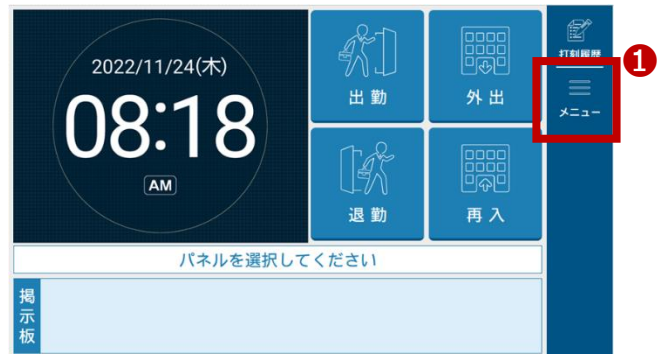 2022/11/24(木)
08:18
AM
出勤
外出
退勤
再入
打刻履歴
メニュー
1
パネルを選択してください
掲示板